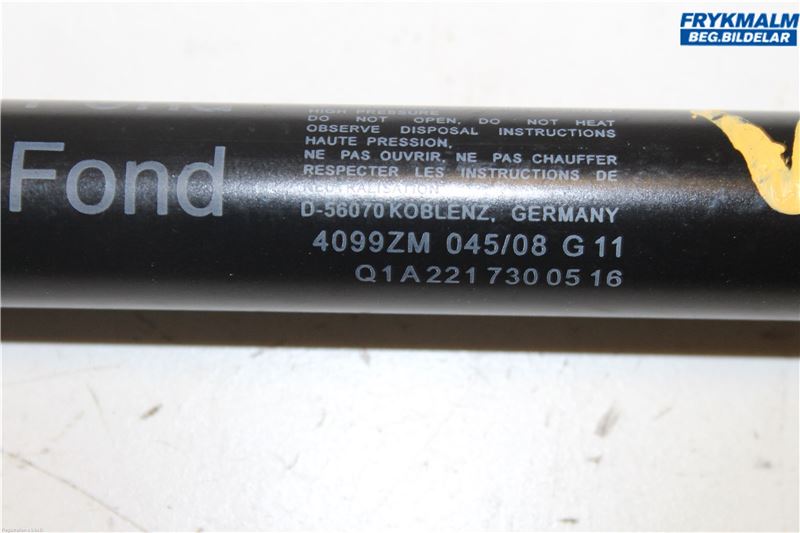 FRYKMALM
BEG.BILDELAR
Fond
HIGH PRESSURE
DO NOT OPEN, DO NOT HEAT
OBSERVE DISPOSAL INSTRUCTIONS
HAUTE PRESSION,
NE PAS OUVRIR, NE PAS CHAUFFER
RESPECTER LES INSTRUCTIONS DE
NEUTRALISATION
D-56070 KOBLENZ, GERMANY
4099ZM 045/08 G 11
Q1A 221 730 05 16